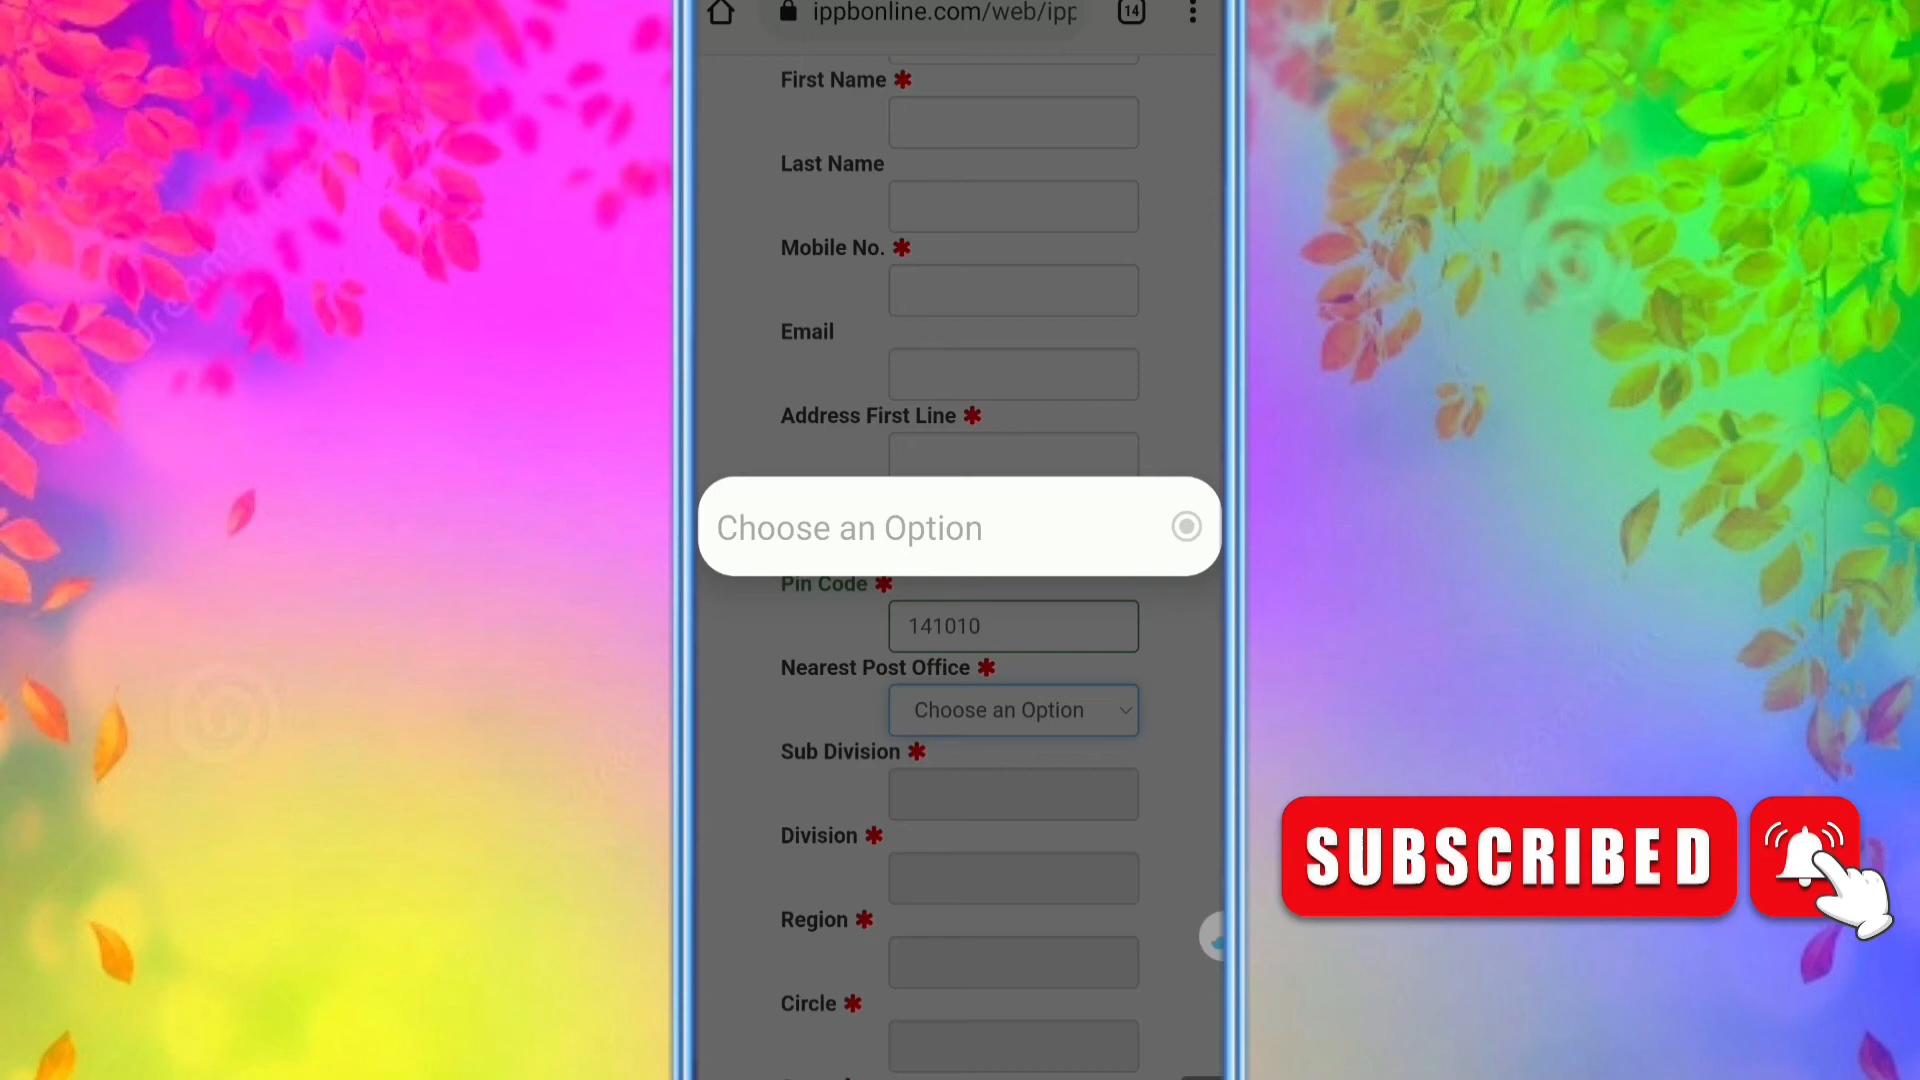 ippbonline.com/web/ipp
14
First Name *
Last Name
Mobile No. *
Email
Address First Line *
Choose an Option
Pin Code *
141010
Nearest Post Office *
Choose an Option
Sub Division *
Division *
Region *
Circle *
SUBSCRIBED